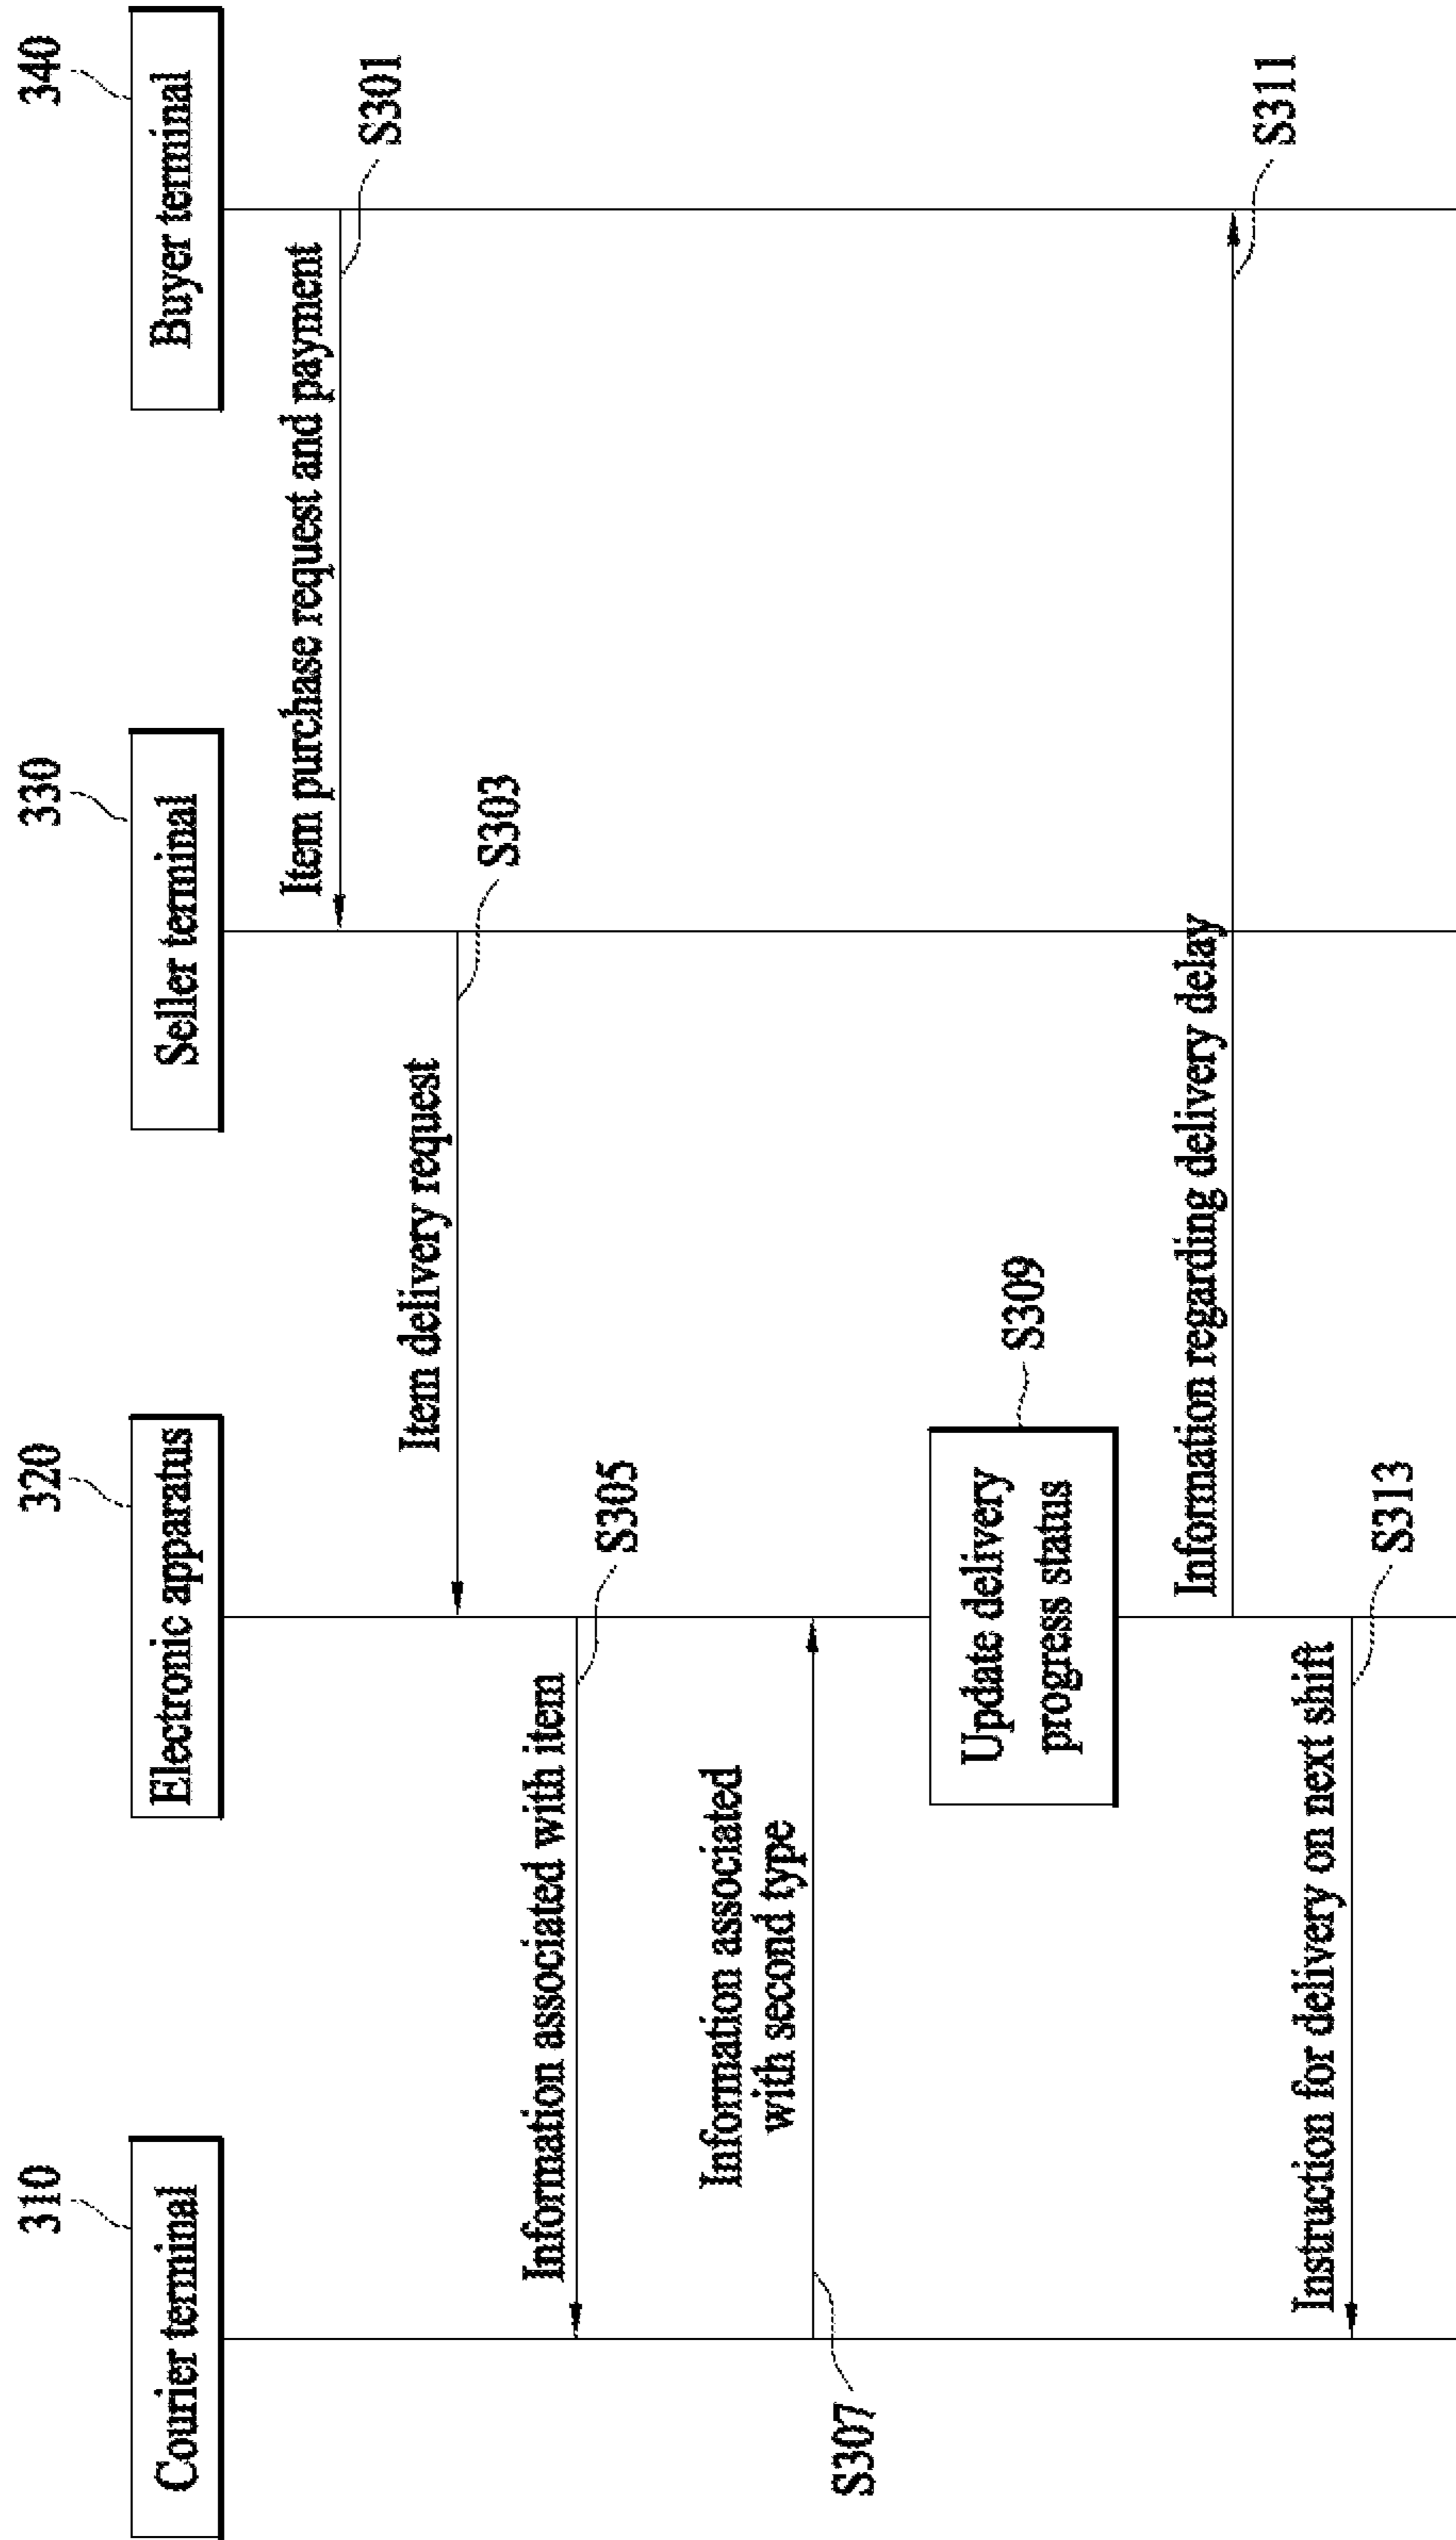 310
320
330
340
Courier terminal
Electronic apparatus
Seller terminal
Buyer terminal
Item purchase request and payment
S301
Item delivery request
S303
Information associated with item
S305
Information associated
with second type
S307
Update delivery
progress status
S309
Information regarding delivery delay
S311
Instruction for delivery on next shift
S313